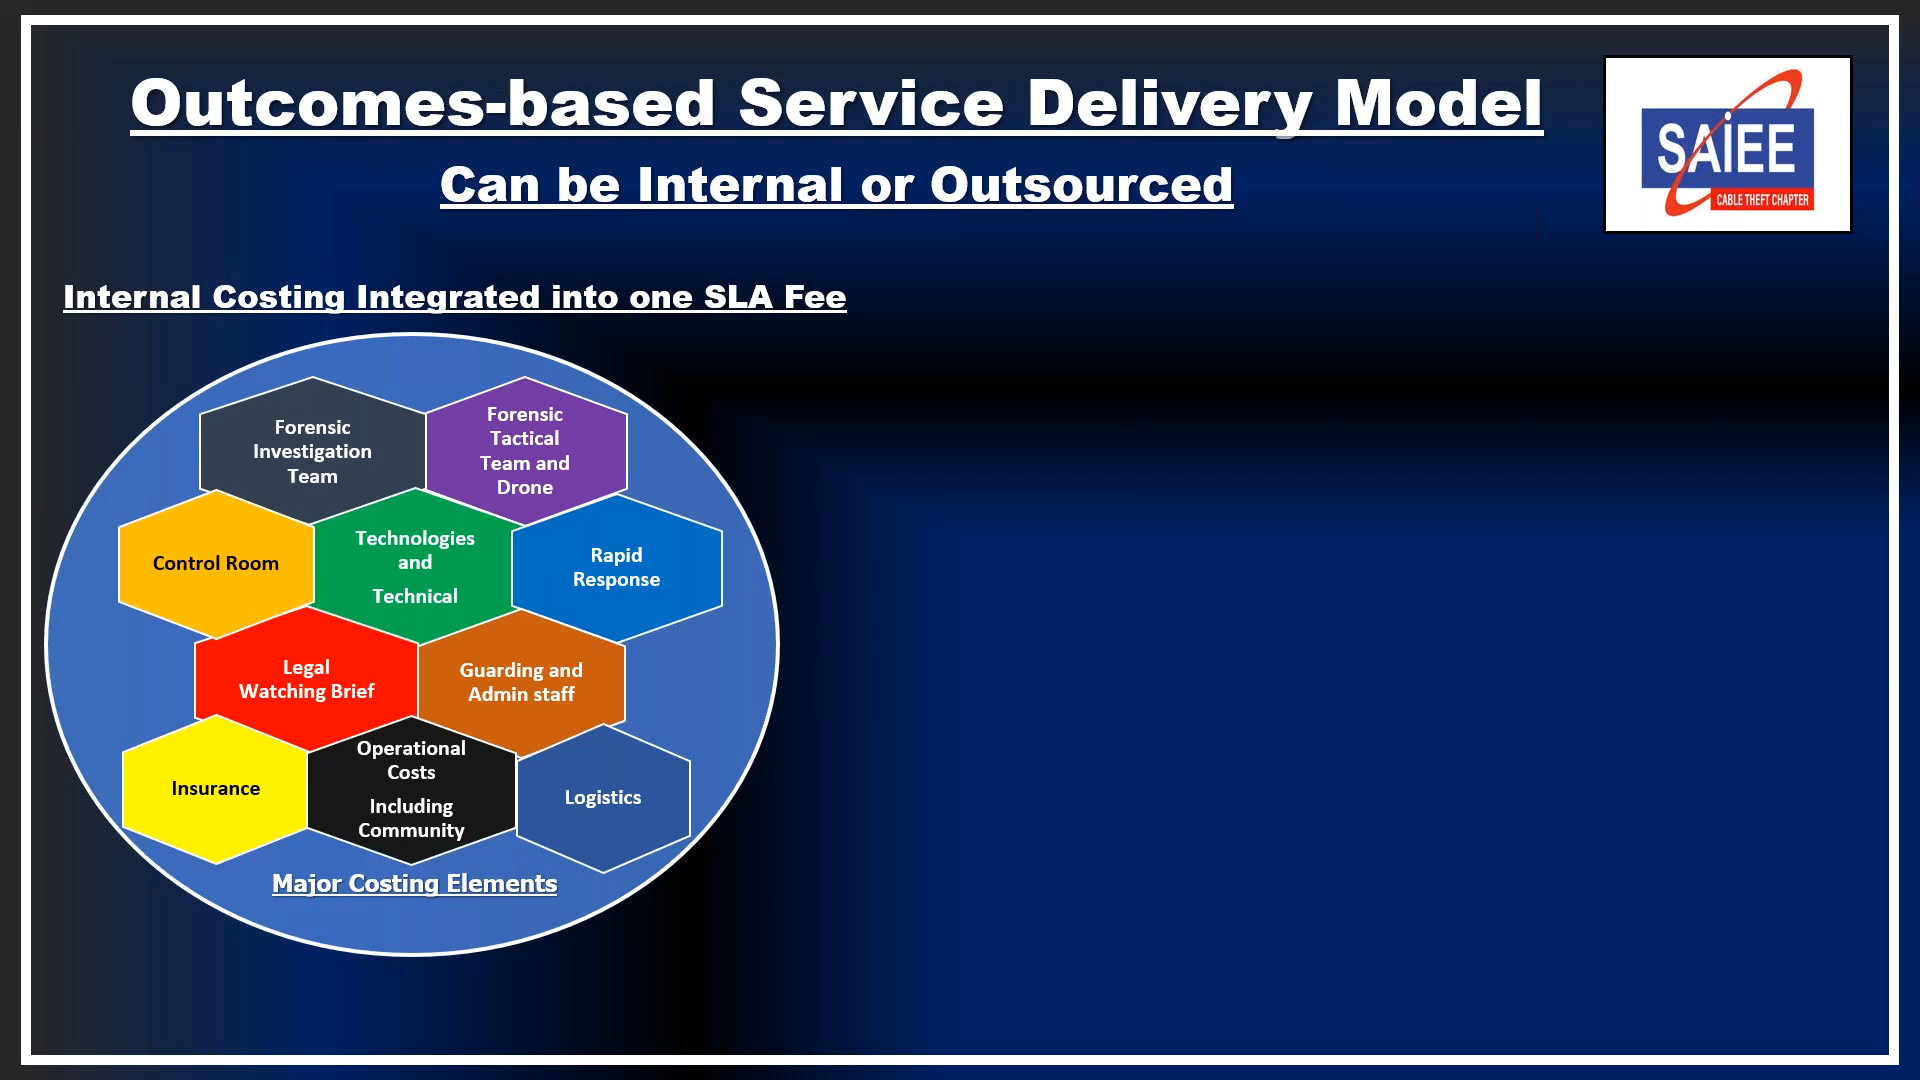 Outcomes-based Service Delivery Model
Can be Internal or Outsourced
SAIEE
CABLE THEFT CHAPTER
Internal Costing Integrated into one SLA Fee
Forensic
Investigation
Team
Forensic
Tactical
Team and
Drone
Control Room
Technologies
and
Technical
Rapid
Response
Legal
Watching Brief
Guarding and
Admin staff
Insurance
Operational
Costs
Including
Community
Logistics
Major Costing Elements